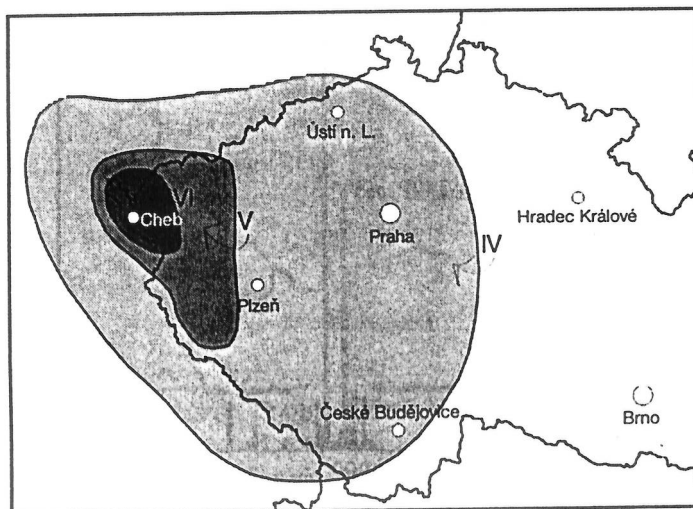 Ústí n. L.
VI
Cheb
V
Praha
Hradec Králové
IV
Plzeň
České Budějovice
Brno